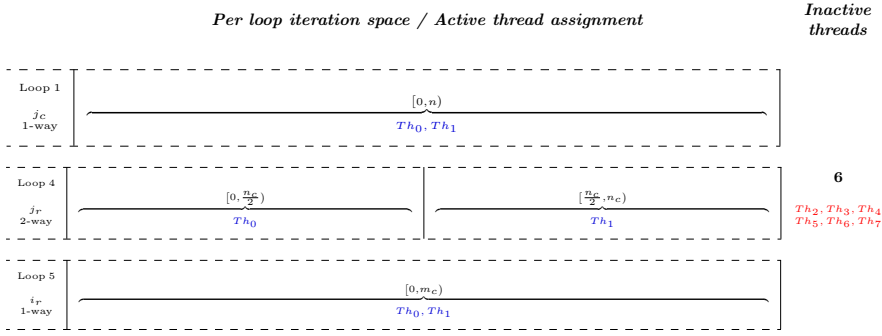 Per loop iteration space / Active thread assignment
Inactive
threads
Loop 1
j_c
1-way
[0, n)
Th_0, Th_1
Loop 4
j_r
2-way
[0, n_c/2)
Th_0
[n_c/2, n_c)
Th_1
6
Th_2, Th_3, Th_4
Th_5, Th_6, Th_7
Loop 5
i_r
1-way
[0, m_c)
Th_0, Th_1